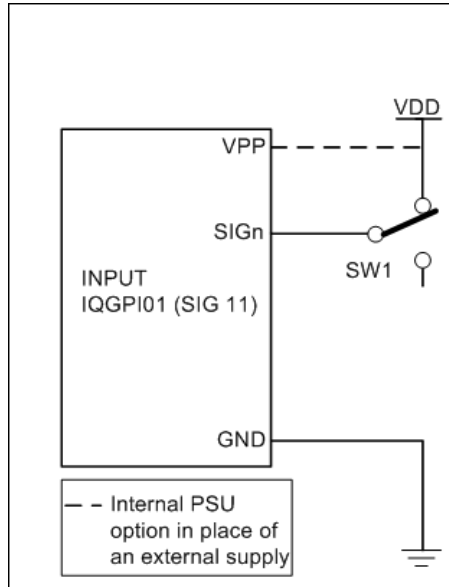 VDD
VPP
SIGn
SW1
INPUT
IQGPI01 (SIG 11)
GND
Internal PSU
option in place of
an external supply